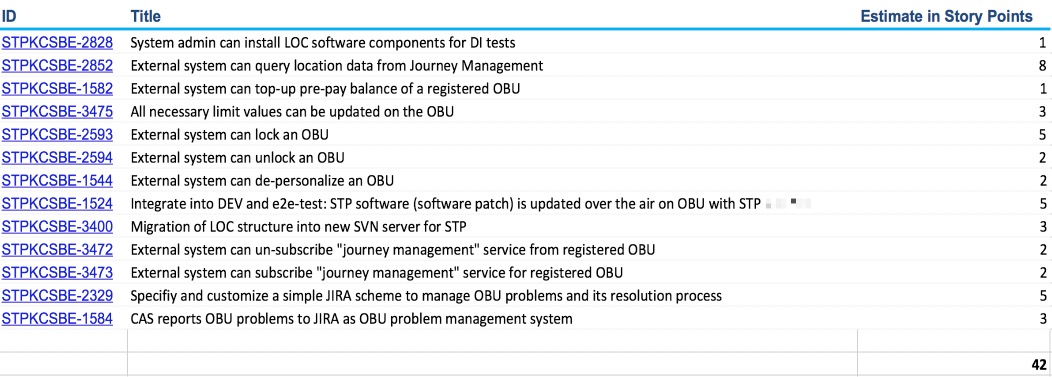 ID Title Estimate in Story Points
STPKCSBE-2828 System admin can install LOC software components for DI tests 1
STPKCSBE-2852 External system can query location data from Journey Management 8
STPKCSBE-1582 External system can top-up pre-pay balance of a registered OBU 1
STPKCSBE-3475 All necessary limit values can be updated on the OBU 3
STPKCSBE-2593 External system can lock an OBU 5
STPKCSBE-2594 External system can unlock an OBU 2
STPKCSBE-1544 External system can de-personalize an OBU 2
STPKCSBE-1524 Integrate into DEV and e2e-test: STP software (software patch) is updated over the air on OBU with STP 5
STPKCSBE-3400 Migration of LOC structure into new SVN server for STP 3
STPKCSBE-3472 External system can un-subscribe "journey management" service from registered OBU 2
STPKCSBE-3473 External system can subscribe "journey management" service for registered OBU 2
STPKCSBE-2329 Specifiy and customize a simple JIRA scheme to manage OBU problems and its resolution process 5
STPKCSBE-1584 CAS reports OBU problems to JIRA as OBU problem management system 3
42